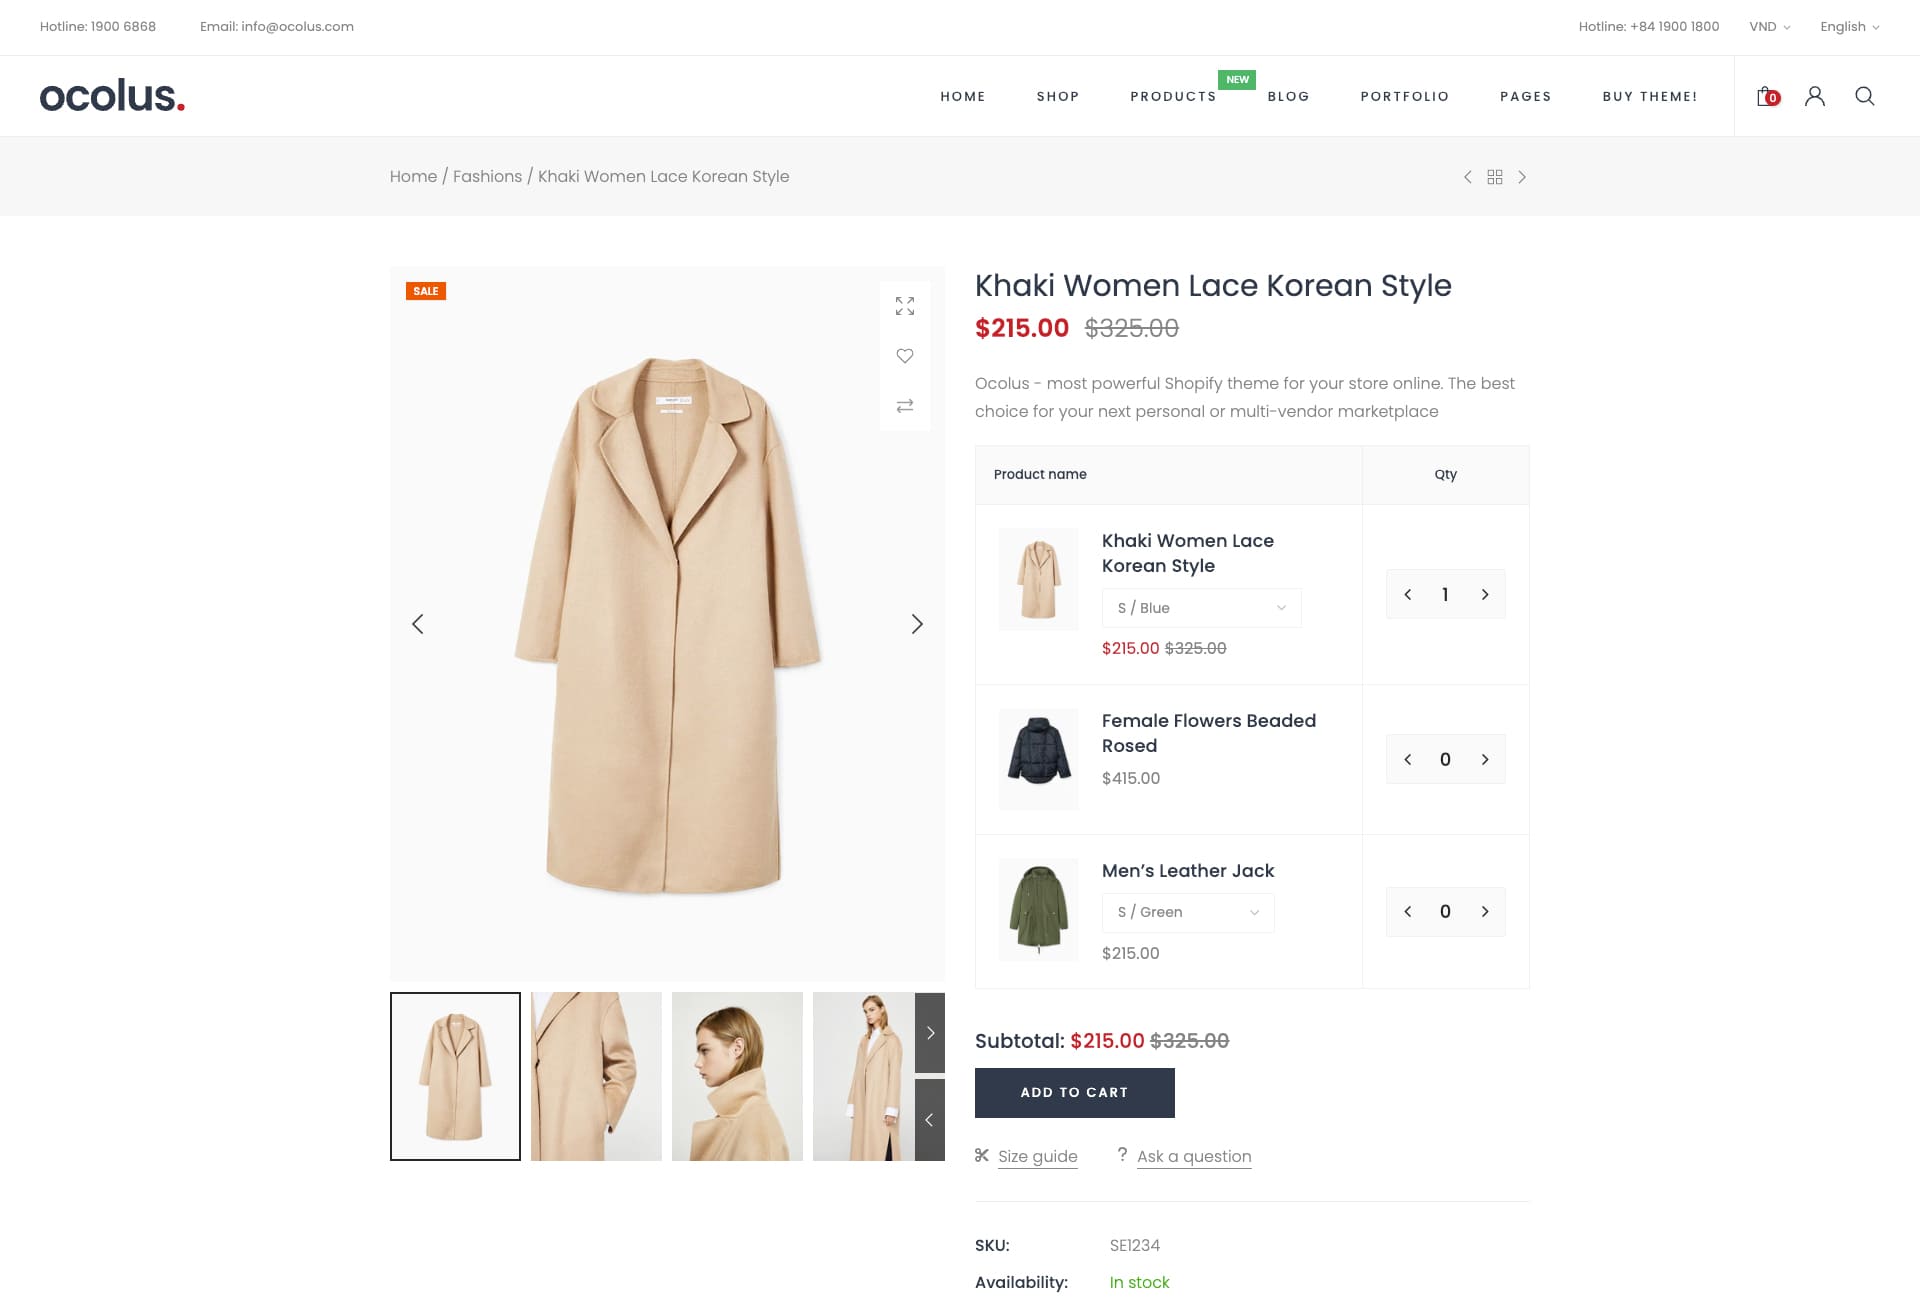 Hotline: 1900 6868
Email: info@ocolus.com
Hotline: +84 1900 1800
VND
English
ocolus.
HOME
SHOP
PRODUCTS
NEW
BLOG
PORTFOLIO
PAGES
BUY THEME!
0
Home / Fashions / Khaki Women Lace Korean Style
SALE
Khaki Women Lace Korean Style
$215.00 $325.00
Ocolus - most powerful Shopify theme for your store online. The best
choice for your next personal or multi-vendor marketplace
Product name
Qty
Khaki Women Lace
Korean Style
S / Blue
$215.00 $325.00
1
Female Flowers Beaded
Rosed
$415.00
0
Men’s Leather Jack
S / Green
$215.00
0
Subtotal: $215.00 $325.00
ADD TO CART
Size guide
? Ask a question
SKU: SE1234
Availability: In stock